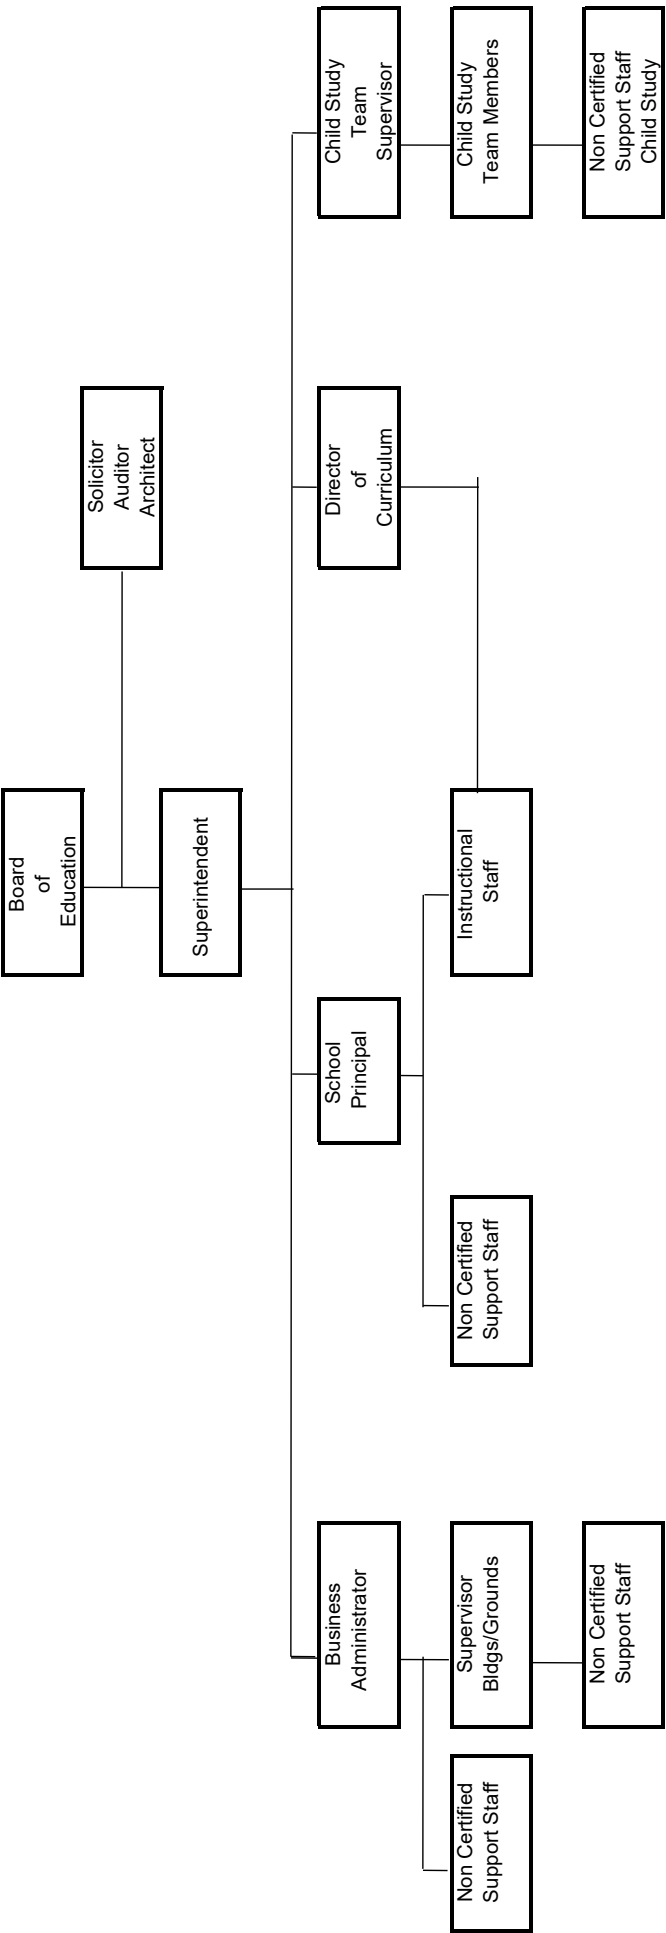 Board
of
Education
Solicitor
Auditor
Architect
Superintendent
Business
Administrator
School
Principal
Director
of
Curriculum
Child Study
Team
Supervisor
Non Certified
Support Staff
Supervisor
Bldgs/Grounds
Non Certified
Support Staff
Instructional
Staff
Child Study
Team Members
Non Certified
Support Staff
Non Certified
Support Staff
Child Study